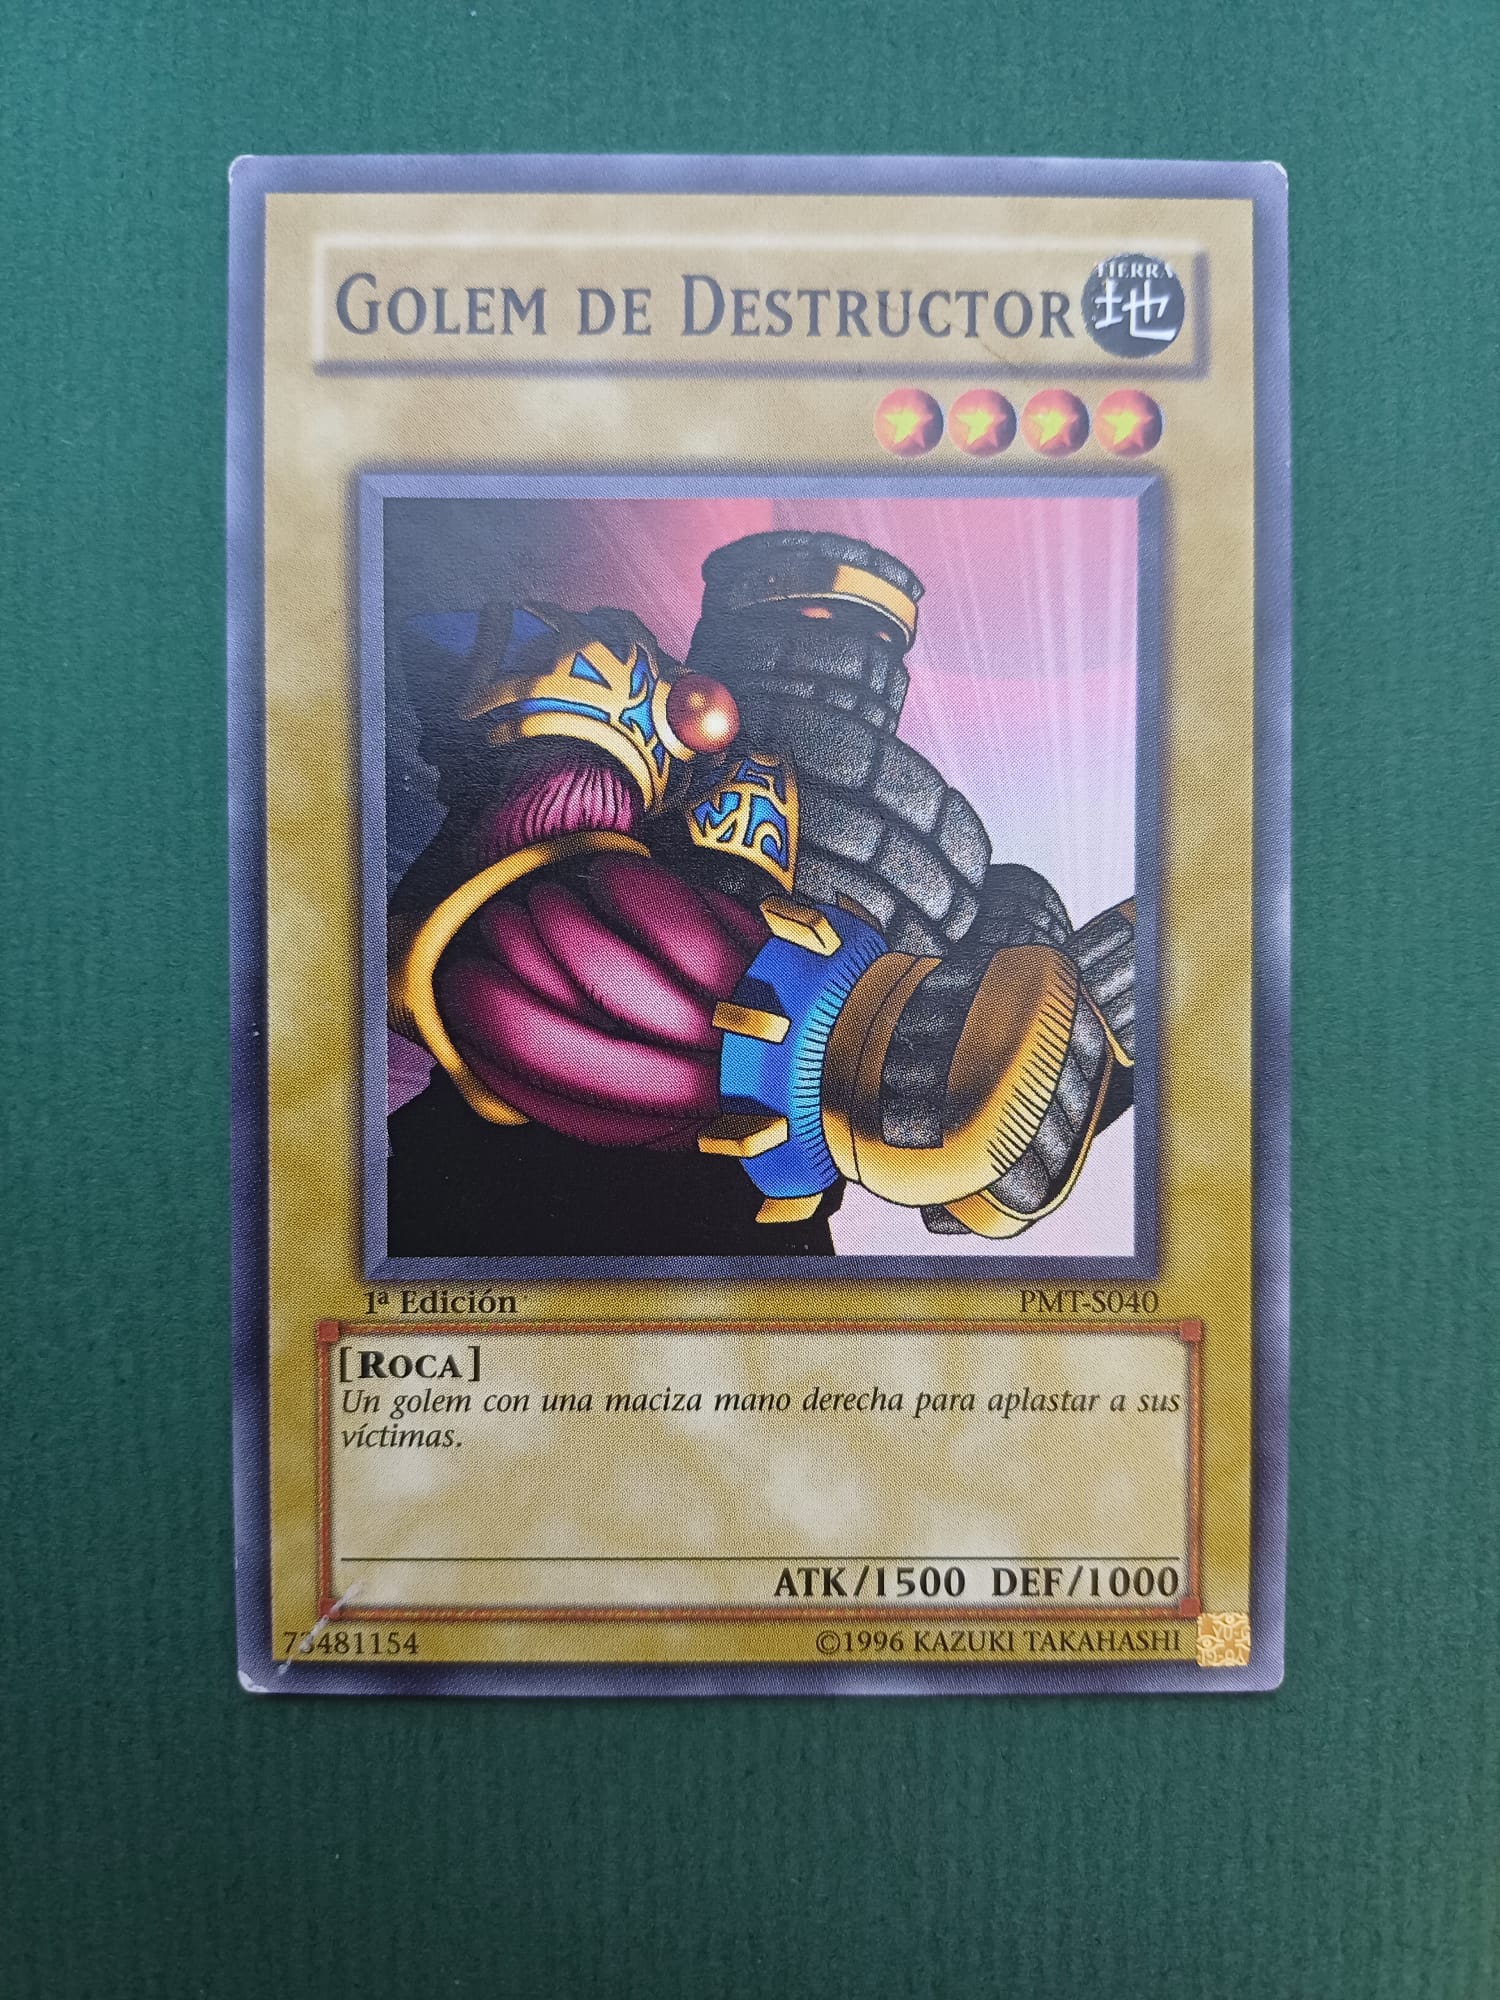 GOLEM DE DESTRUCTOR
TIERRA
地
1ª Edición
PMT-S040
[ROCA]
Un golem con una maciza mano derecha para aplastar a sus
víctimas.
ATK/1500 DEF/1000
73481154
©1996 KAZUKI TAKAHASHI